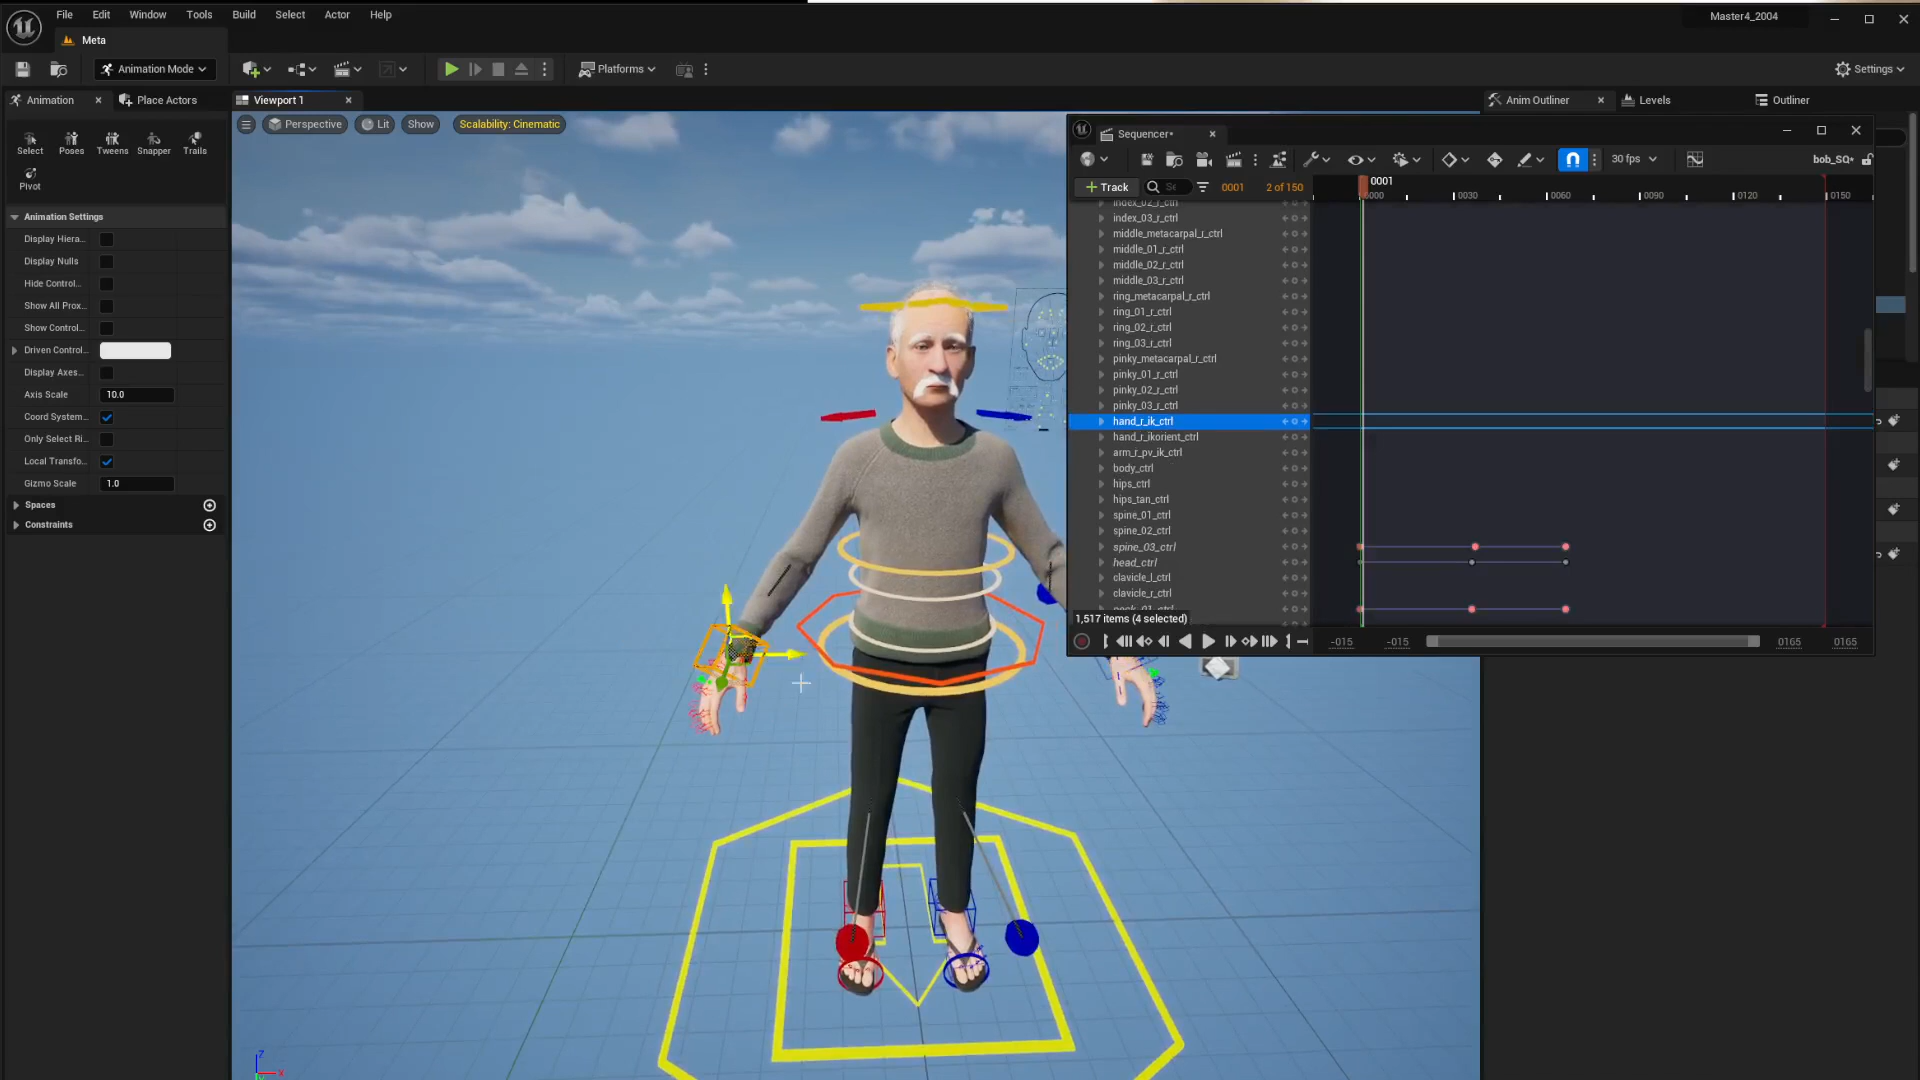 File Edit Window Tools Build Select Actor Help
Master4_2004
Meta
Animation Mode
Platforms
Settings
Animation
Place Actors
Viewport 1
Anim Outliner
Levels
Outliner
Perspective
Lit
Show
Scalability: Cinematic
Select
Poses
Tweens
Snapper
Trails
Pivot
Animation Settings
Display Hiera...
Display Nulls
Hide Control...
Show All Prox...
Show Control...
Driven Control...
Display Axes...
Axis Scale
10.0
Coord System...
Only Select Ri...
Local Transfo...
Gizmo Scale
1.0
Spaces
Constraints
Sequencer*
30 fps
bob_SQ*
Track
Se
0001
2 of 150
0001
0000
0030
0060
0090
0120
0150
index_02_r_ctrl
index_03_r_ctrl
middle_metacarpal_r_ctrl
middle_01_r_ctrl
middle_02_r_ctrl
middle_03_r_ctrl
ring_metacarpal_r_ctrl
ring_01_r_ctrl
ring_02_r_ctrl
ring_03_r_ctrl
pinky_metacarpal_r_ctrl
pinky_01_r_ctrl
pinky_02_r_ctrl
pinky_03_r_ctrl
hand_r_ik_ctrl
hand_r_ikorient_ctrl
arm_r_pv_ik_ctrl
body_ctrl
hips_ctrl
hips_tan_ctrl
spine_01_ctrl
spine_02_ctrl
spine_03_ctrl
head_ctrl
clavicle_l_ctrl
clavicle_r_ctrl
neck_01_ctrl
1,517 items (4 selected)
-015
-015
0165
0165
Z
X